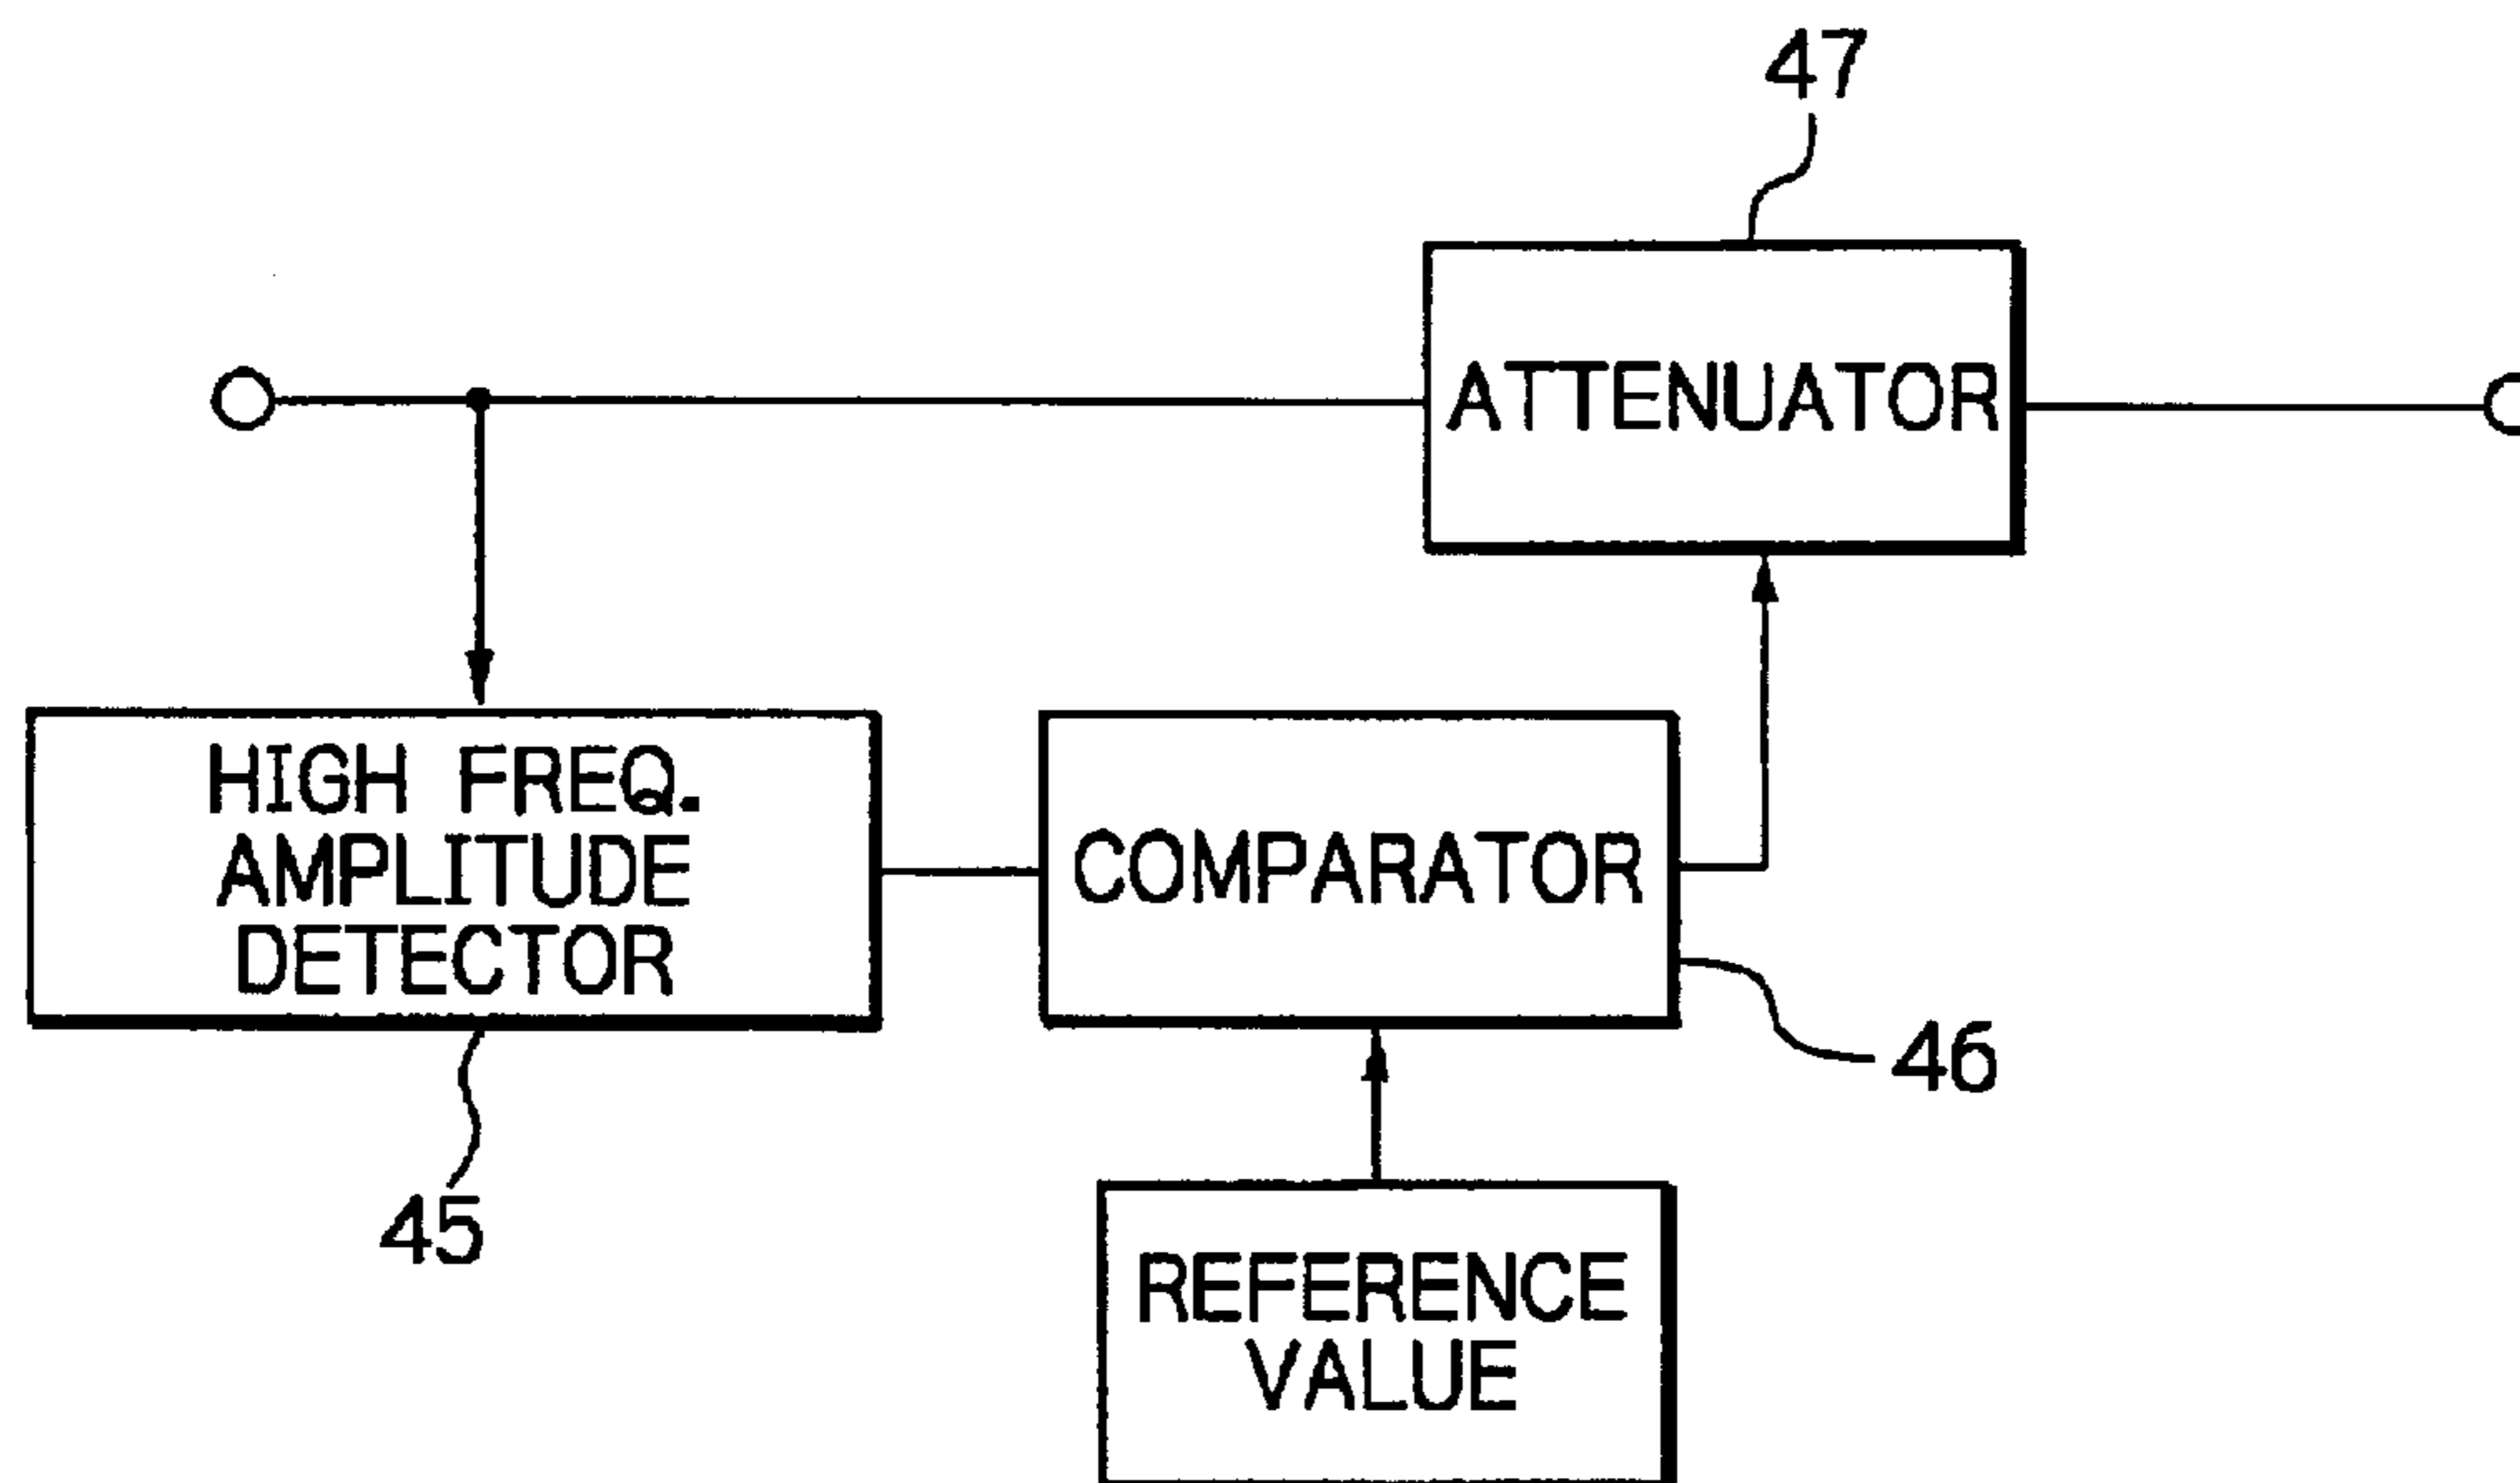 47
ATTENUATOR
HIGH FREQ.
AMPLITUDE
DETECTOR
COMPARATOR
46
45
REFERENCE
VALUE